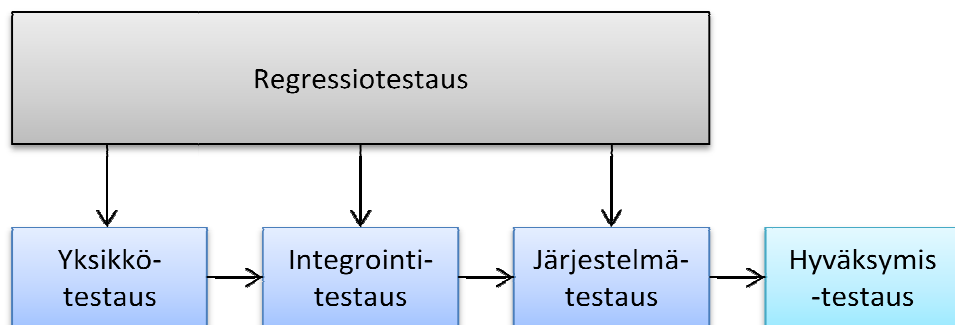 Regressiotestaus
Yksikkö-
testaus
Integrointi-
testaus
Järjestelmä-
testaus
Hyväksymis
-testaus